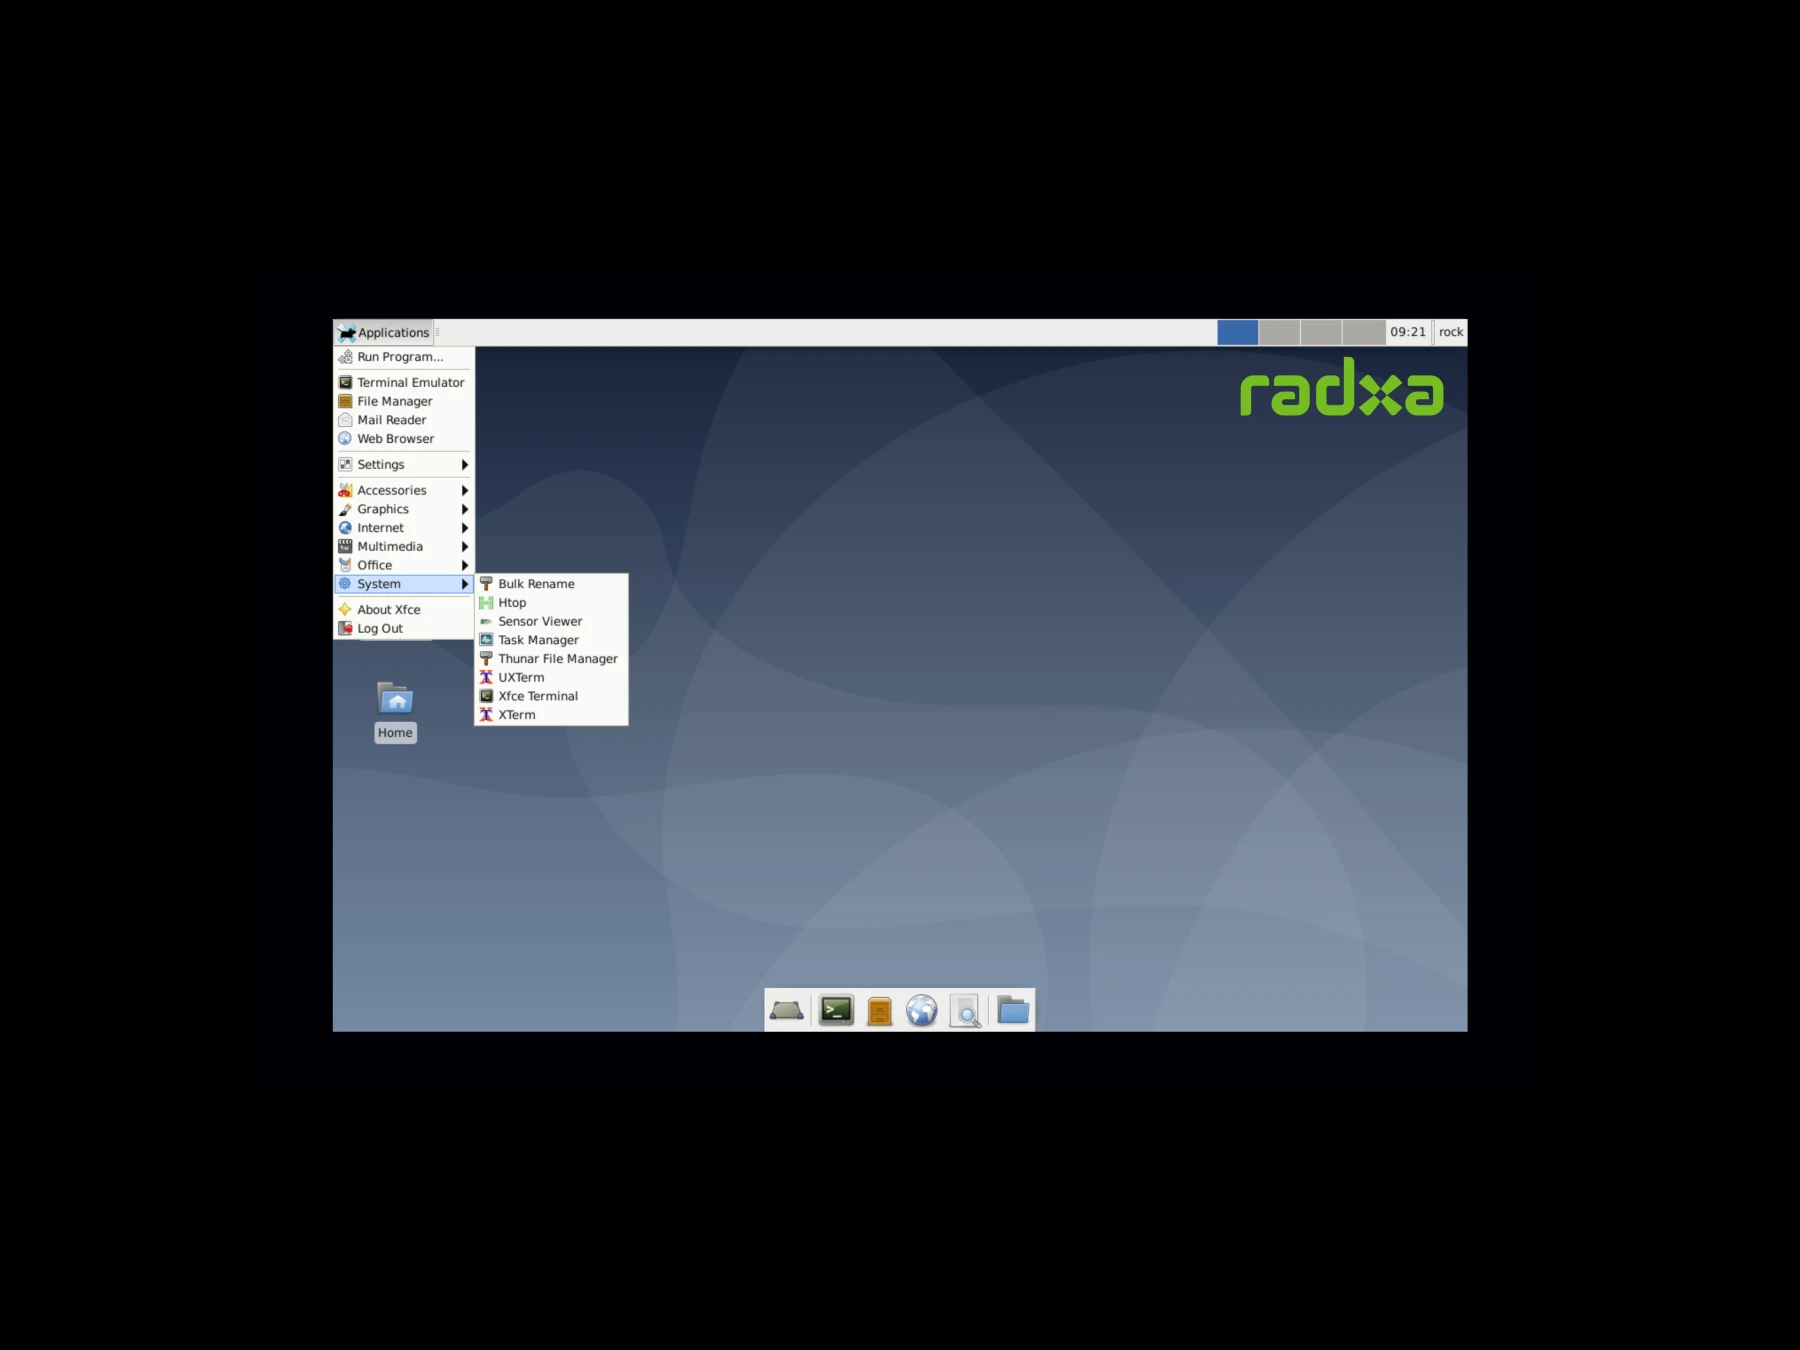 Applications
09:21
rock
Run Program...
Terminal Emulator
File Manager
Mail Reader
Web Browser
Settings
Accessories
Graphics
Internet
Multimedia
Office
System
About Xfce
Log Out
Bulk Rename
Htop
Sensor Viewer
Task Manager
Thunar File Manager
UXTerm
Xfce Terminal
XTerm
Home
radxa